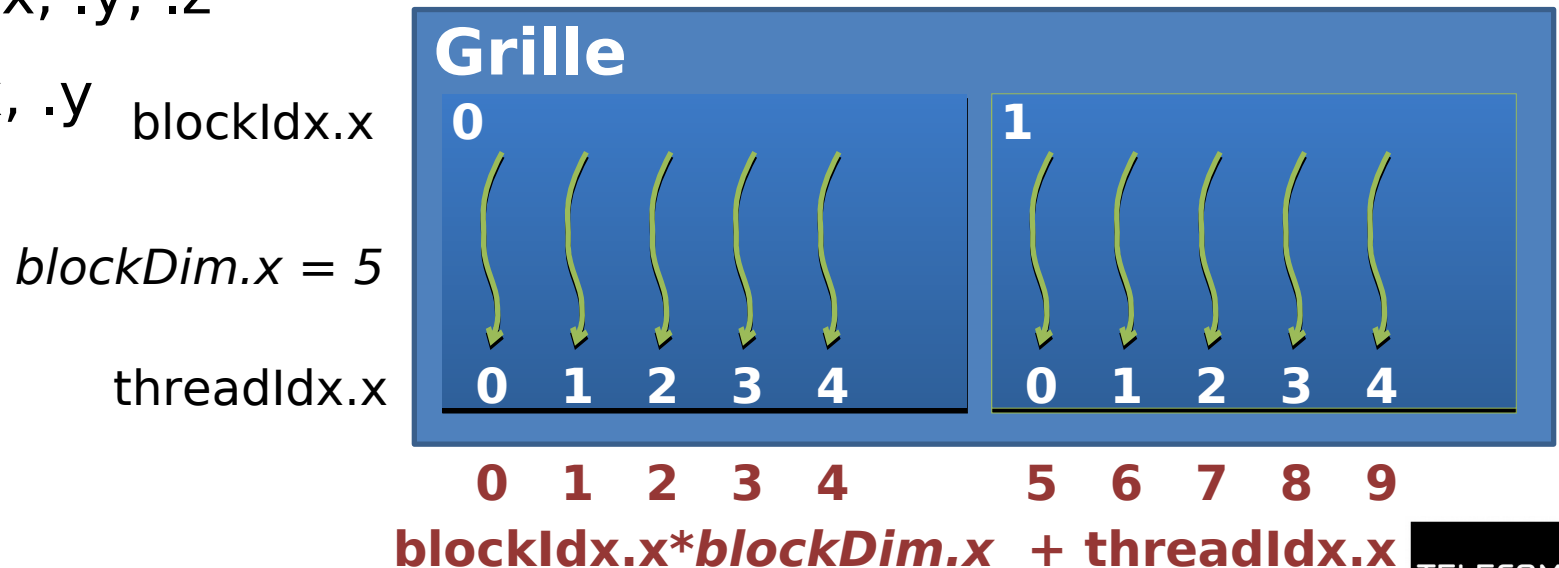 x, .y, .z
Grille
, .y
blockIdx.x
0 1
blockDim.x = 5
threadIdx.x
0 1 2 3 4 0 1 2 3 4
0 1 2 3 4 5 6 7 8 9
blockIdx.x*blockDim.x + threadIdx.x